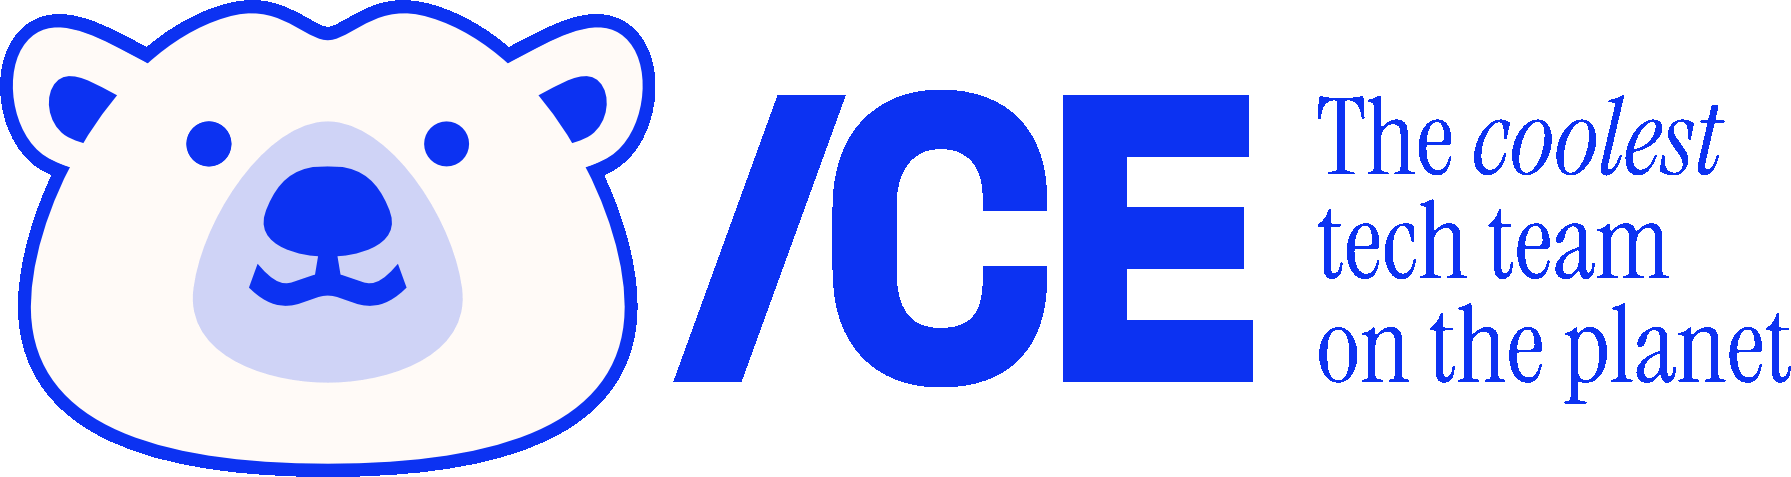 /CE
The coolest
tech team
on the planet